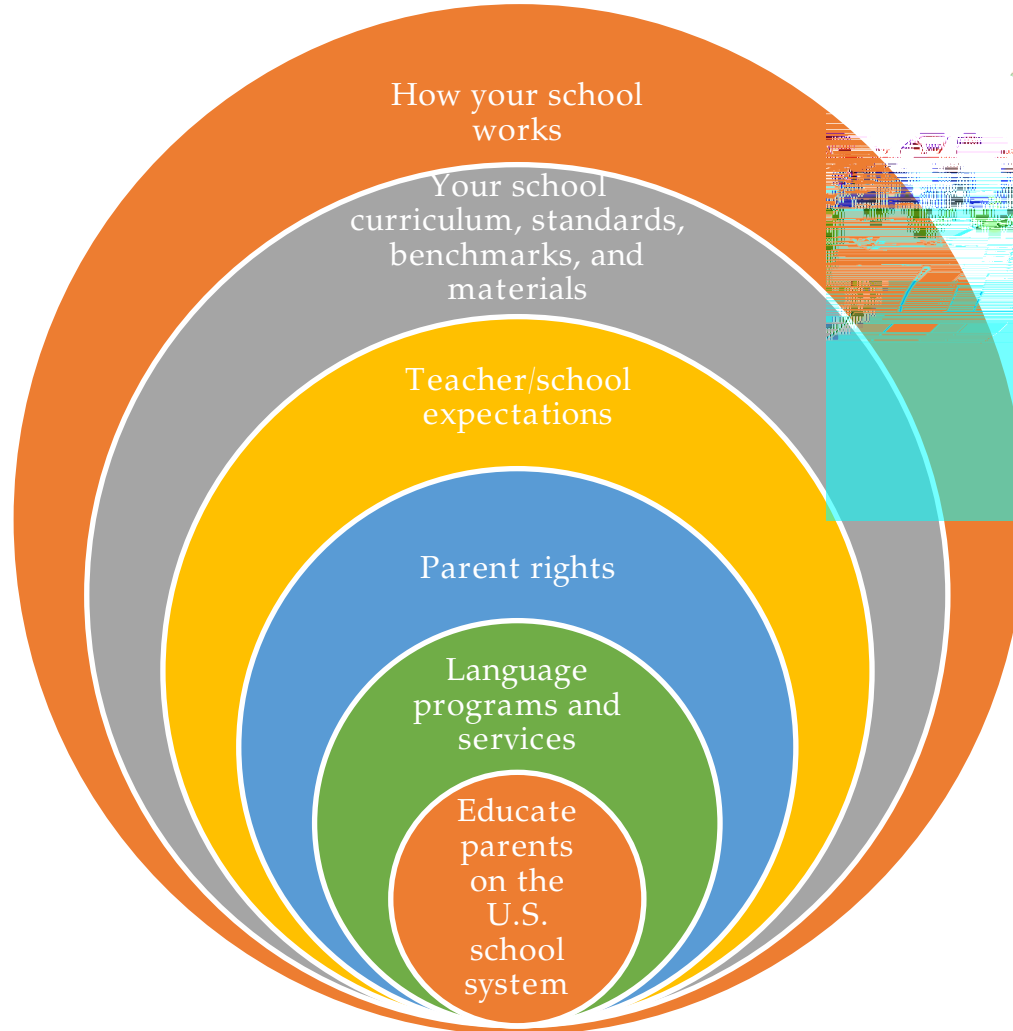 How your school
works
Your school
curriculum, standards,
benchmarks, and
materials
Teacher/school
expectations
Parent rights
Language
programs and
services
Educate
parents
on the
U.S.
school
system